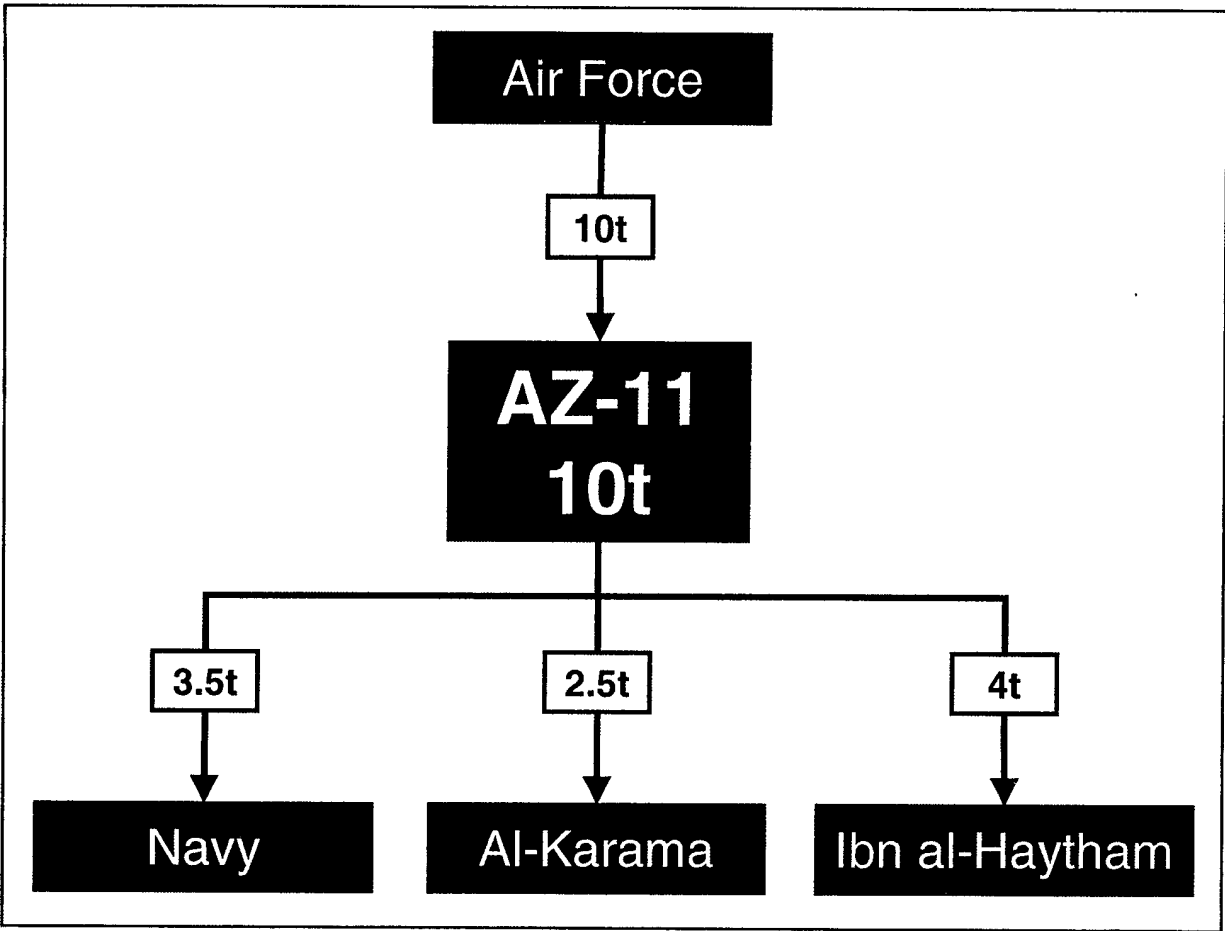 Air Force
10t
AZ-11
10t
3.5t
2.5t
4t
Navy
Al-Karama
Ibn al-Haytham